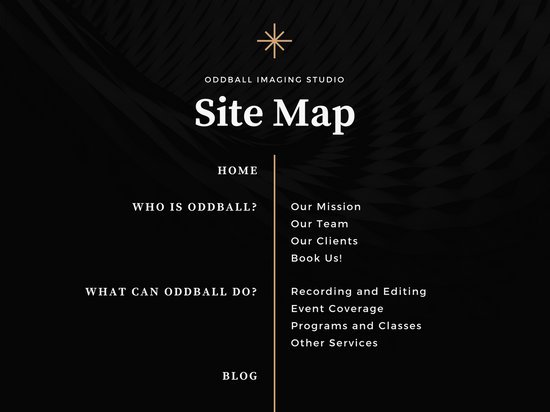 ODDBALL IMAGING STUDIO
Site Map
HOME
WHO IS ODDBALL?
Our Mission
Our Team
Our Clients
Book Us!
WHAT CAN ODDBALL DO?
Recording and Editing
Event Coverage
Programs and Classes
Other Services
BLOG